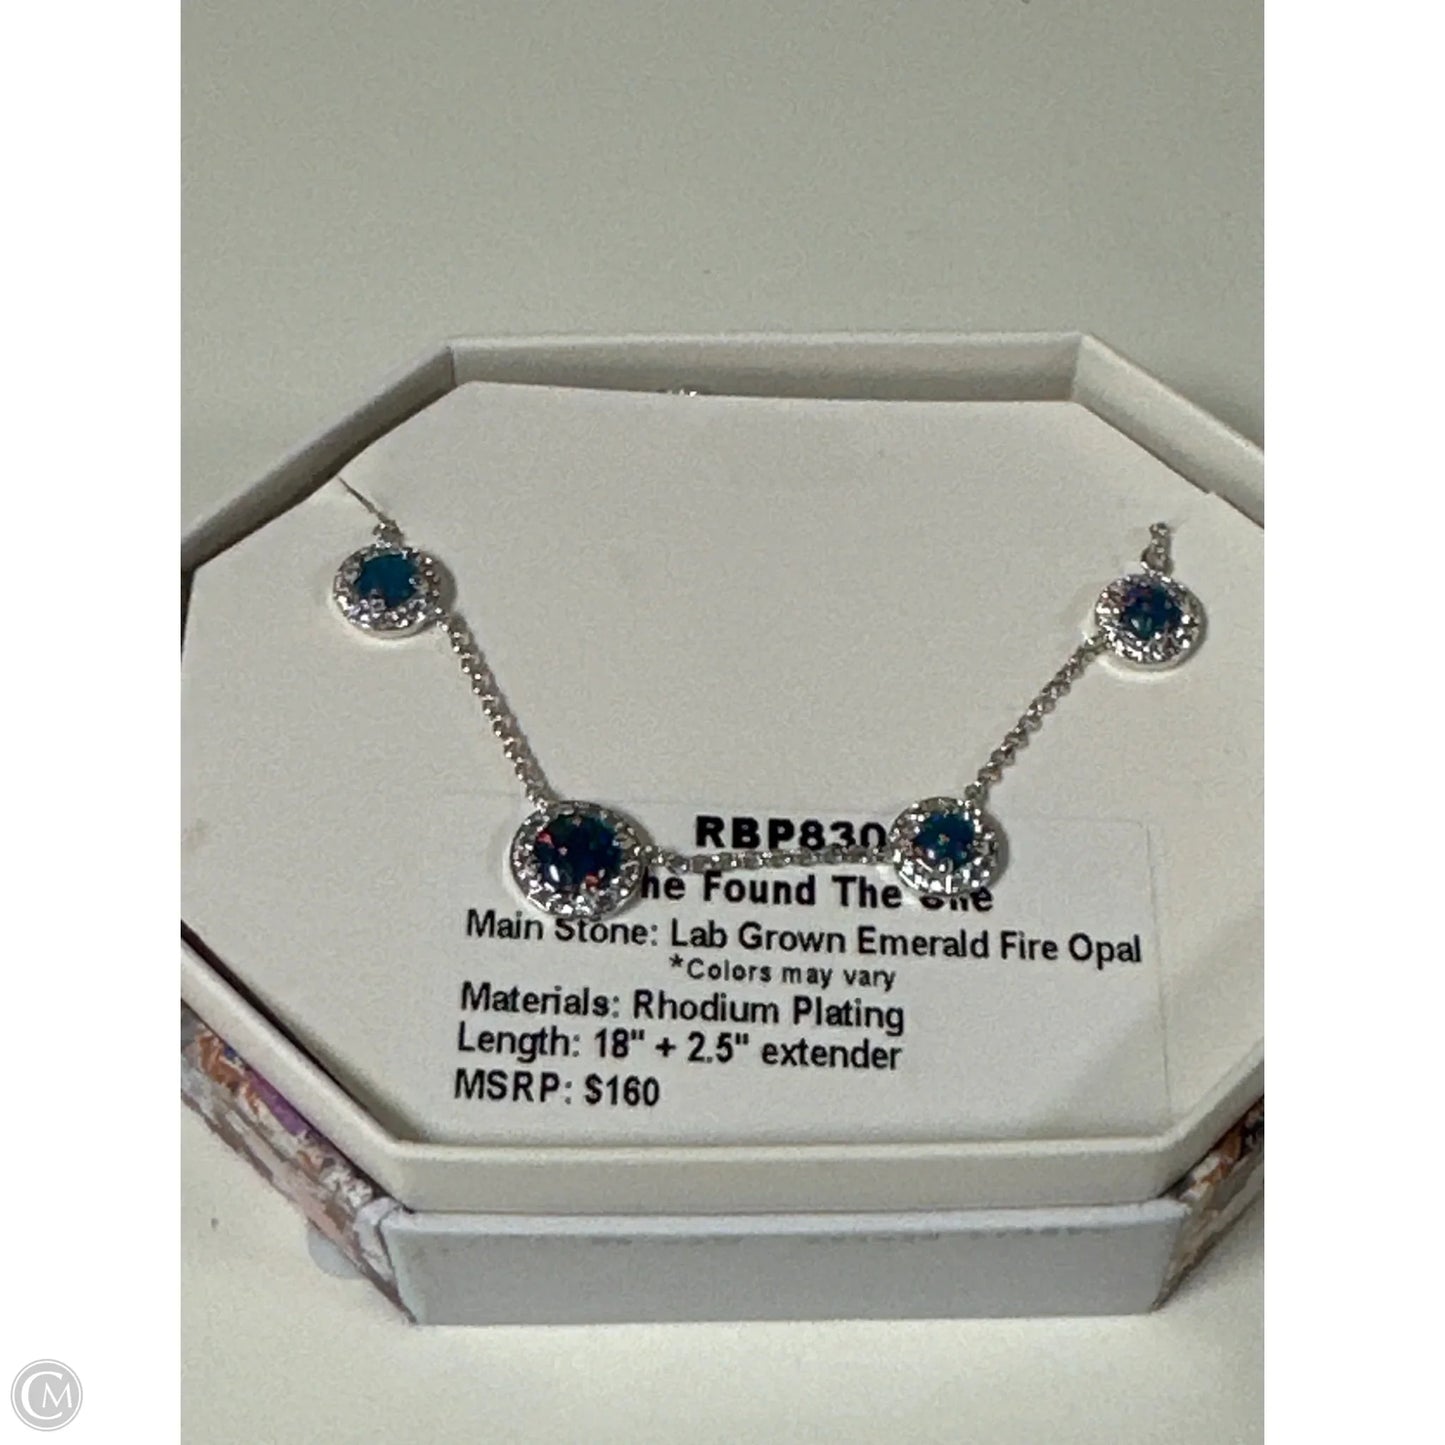 RBP830
Found The
Main Stone: Lab Grown Emerald Fire Opal
*Colors may vary
Materials: Rhodium Plating
Length: 18" + 2.5" extender
MSRP: $160
CM